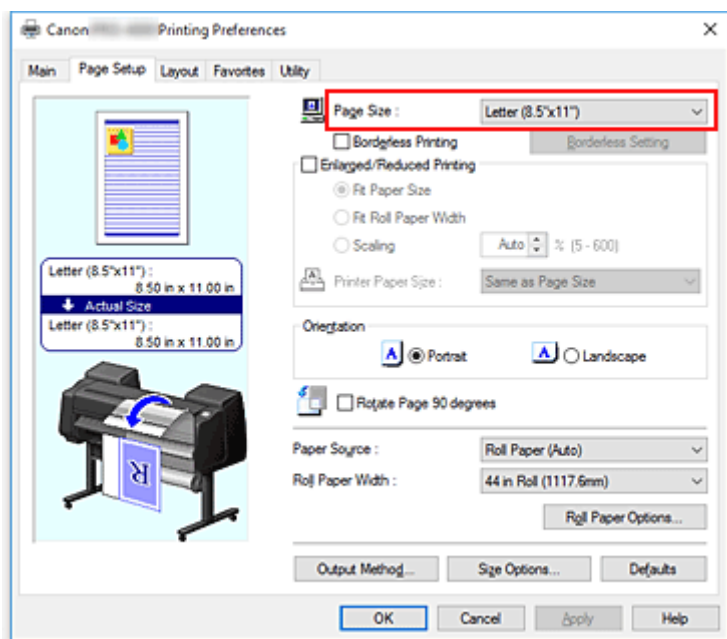 Canon Printing Preferences
Main Page Setup Layout Favorites Utility
Page Size : Letter (8.5"x11")
Borderless Printing Borderless Setting
Enlarged/Reduced Printing
Fit Paper Size
Fit Roll Paper Width
Scaling Auto % (5 - 600)
Printer Paper Size : Same as Page Size
Letter (8.5"x11") :
8.50 in x 11.00 in
Actual Size
Letter (8.5"x11") :
8.50 in x 11.00 in
Orientation
A Portrait A Landscape
Rotate Page 90 degrees
R
Paper Source : Roll Paper (Auto)
Roll Paper Width : 44 in Roll (1117.6mm)
Roll Paper Options...
Output Method... Size Options... Defaults
OK Cancel Apply Help